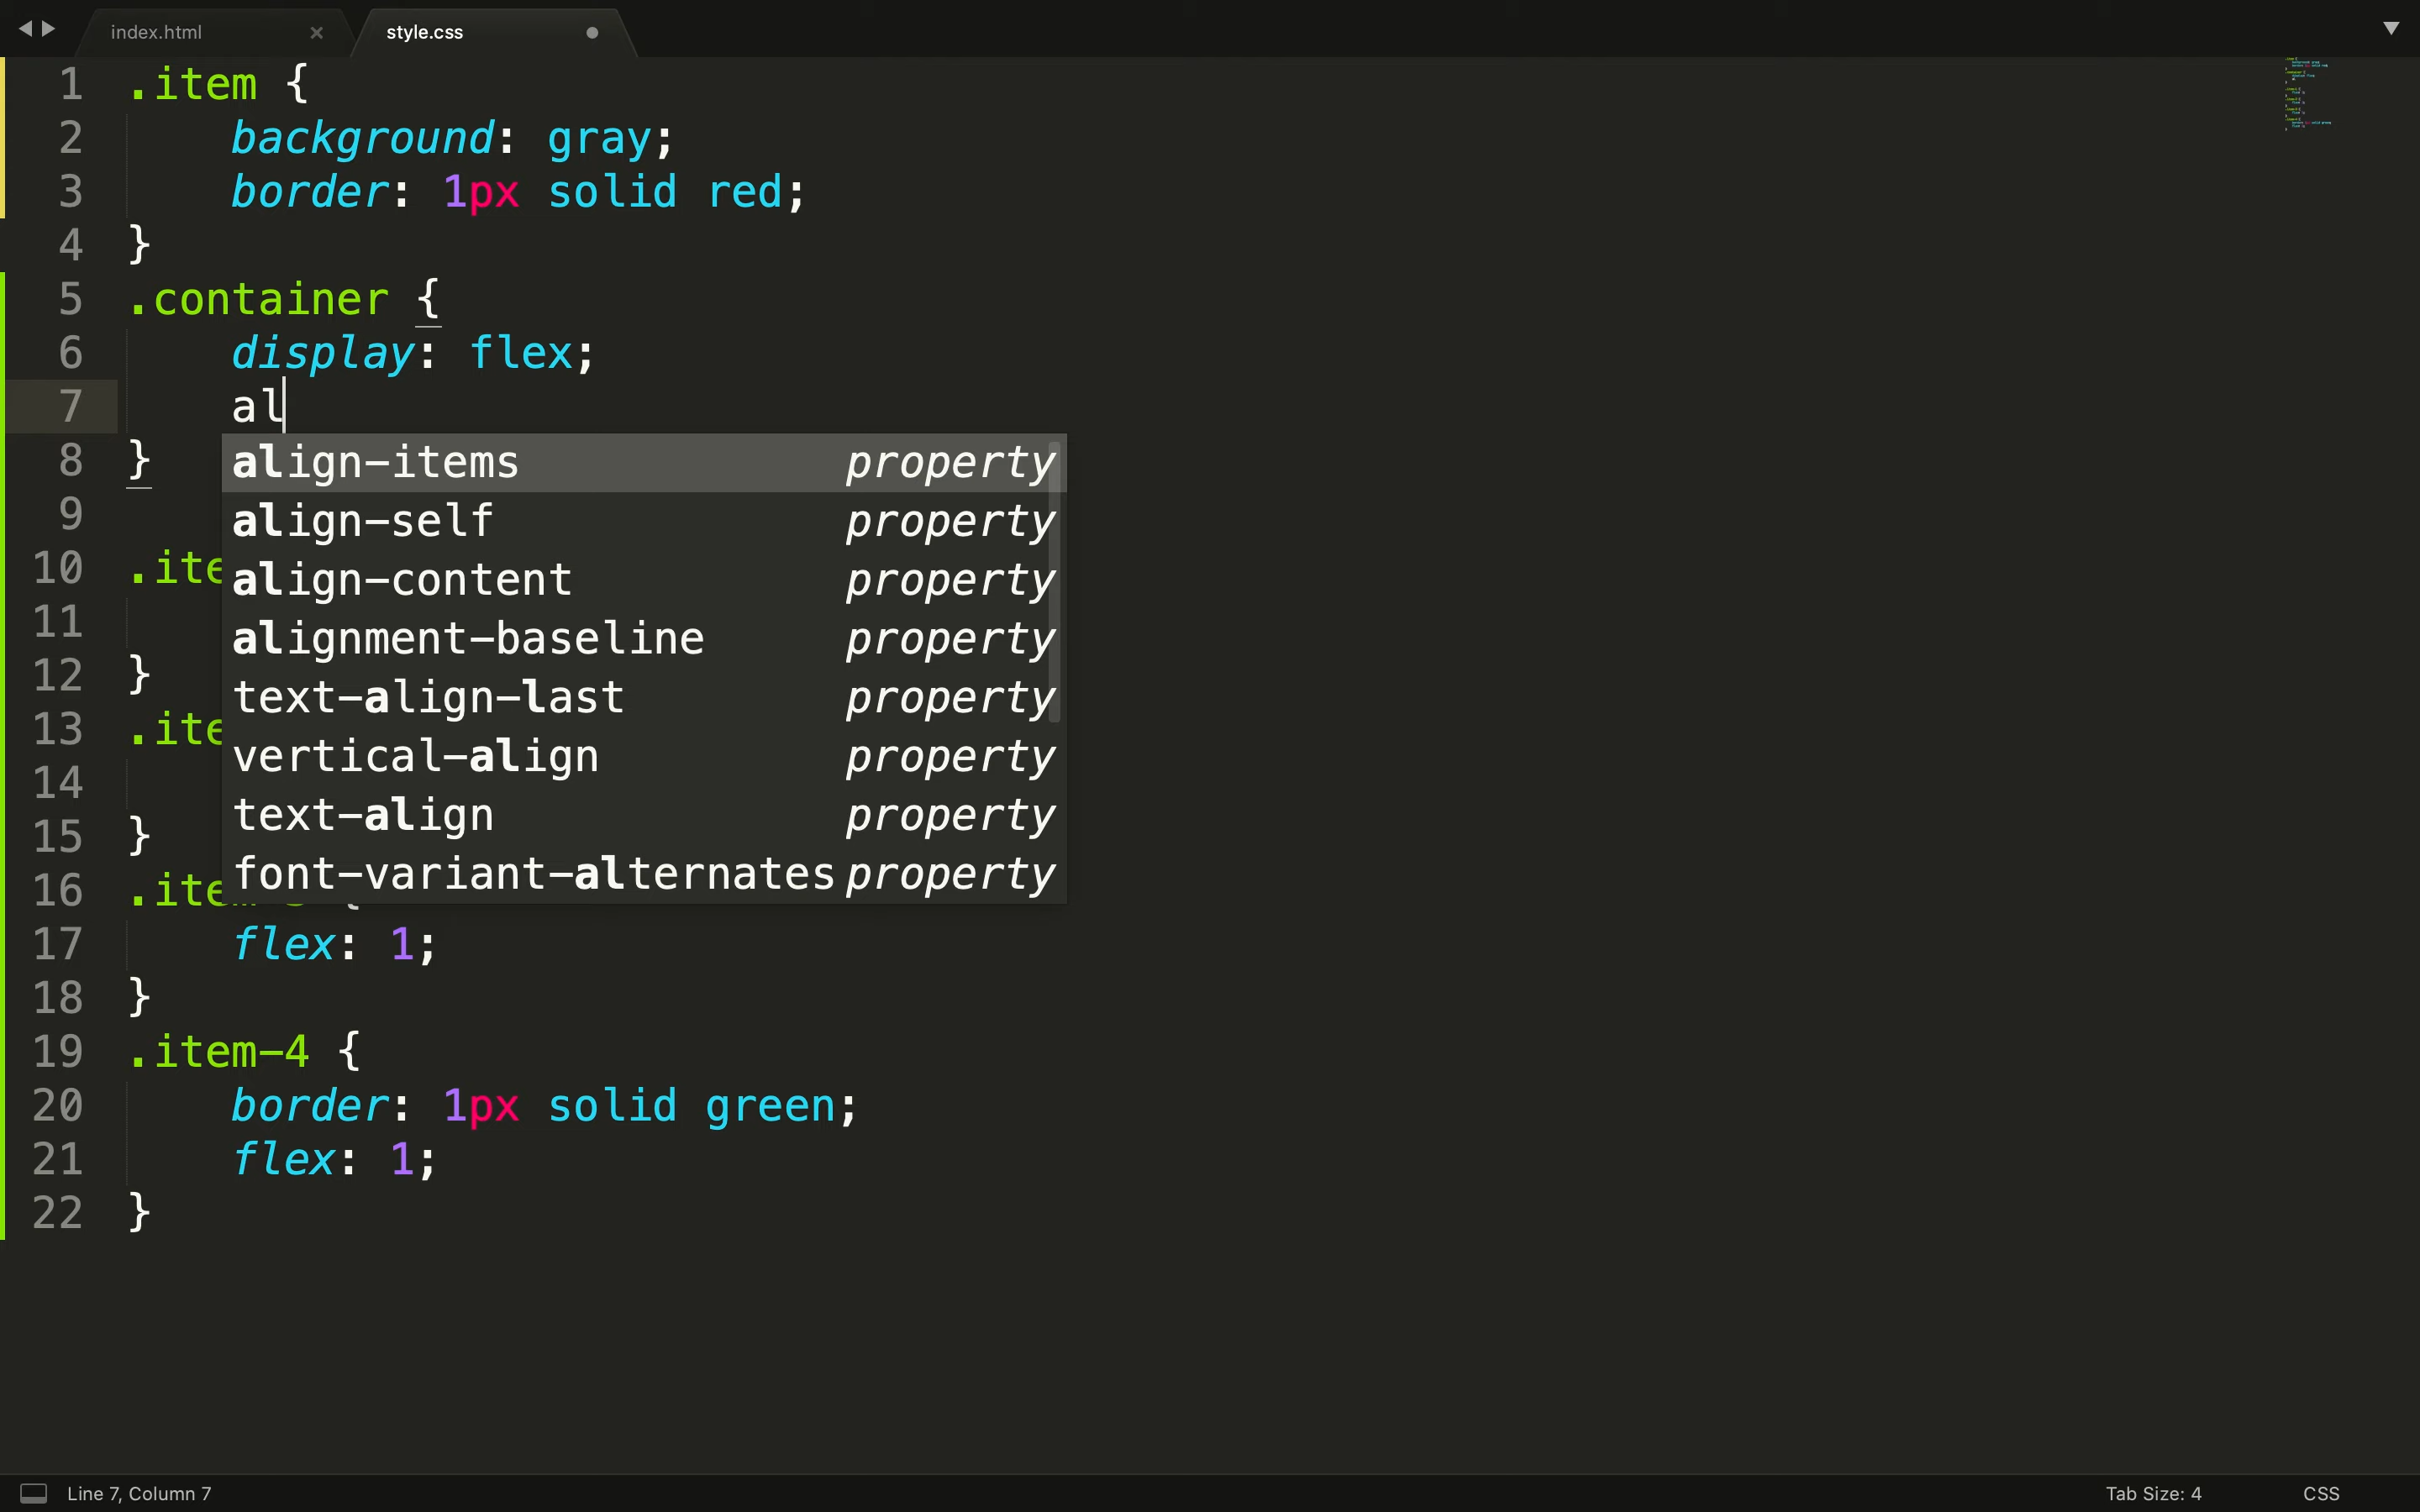 index.html × style.css
1 .item {
2 background: gray;
3 border: 1px solid red;
4 }
5 .container {
6 display: flex;
7 al
8 } align-items property
9 align-self property
10 .ite align-content property
11 alignment-baseline property
12 } text-align-last property
13 .ite vertical-align property
14 text-align property
15 }
16 .ite font-variant-alternates property
17 flex: 1;
18 }
19 .item-4 {
20 border: 1px solid green;
21 flex: 1;
22 }
Line 7, Column 7 Tab Size: 4 CSS